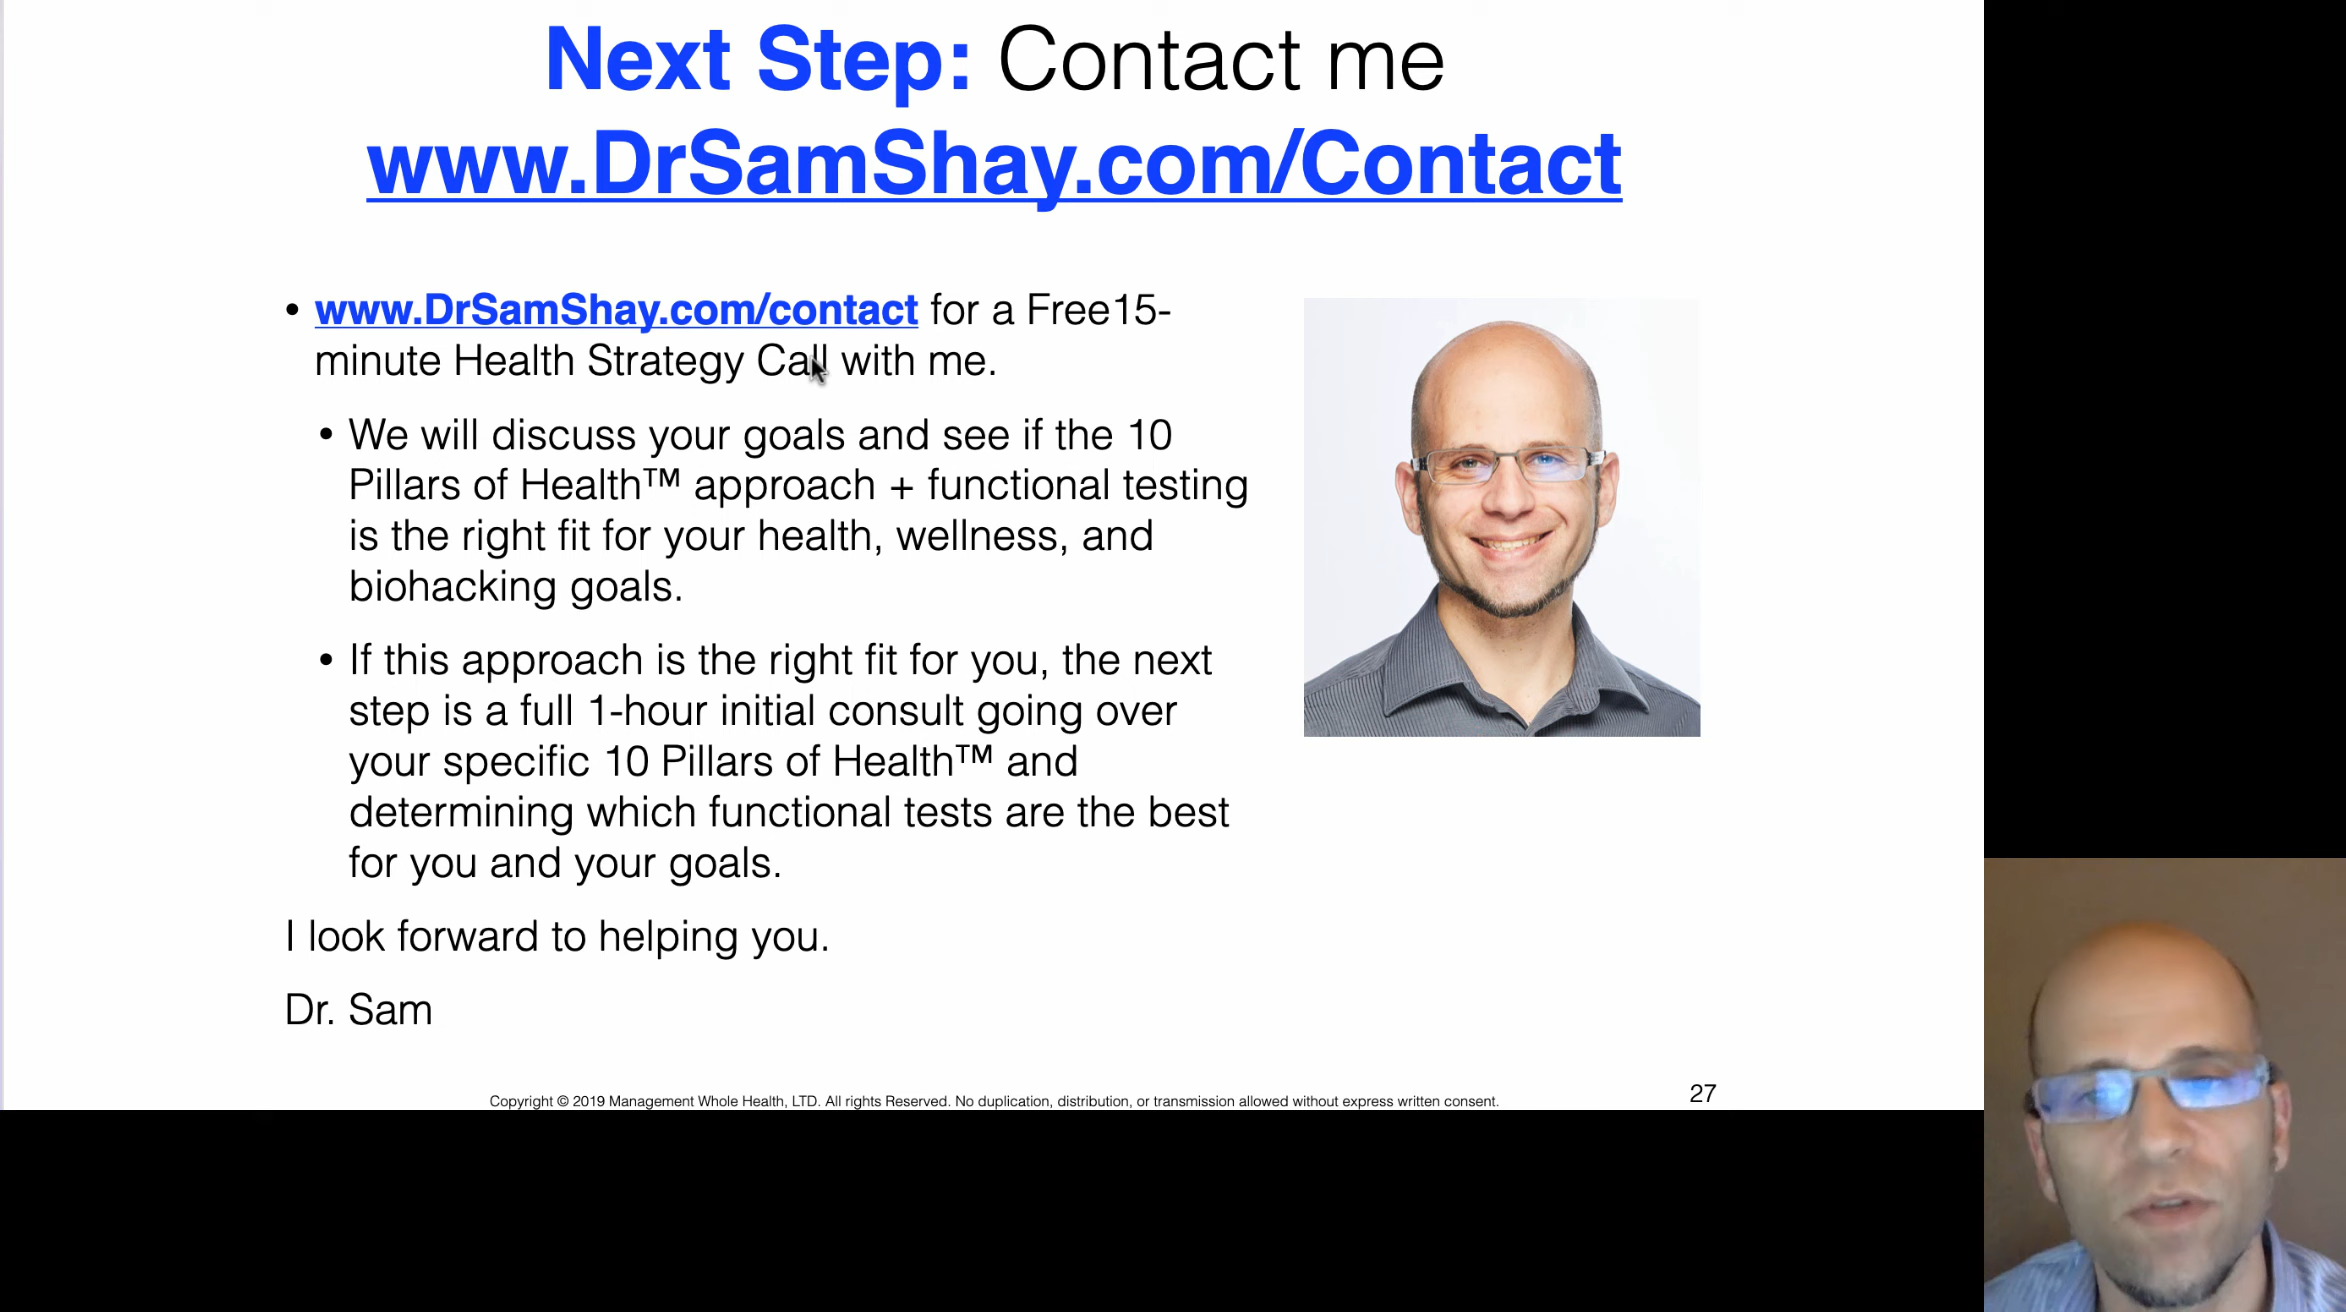 Next Step: Contact me
www.DrSamShay.com/Contact
• www.DrSamShay.com/contact for a Free15-
minute Health Strategy Call with me.
• We will discuss your goals and see if the 10
Pillars of Health™ approach + functional testing
is the right fit for your health, wellness, and
biohacking goals.
• If this approach is the right fit for you, the next
step is a full 1-hour initial consult going over
your specific 10 Pillars of Health™ and
determining which functional tests are the best
for you and your goals.
I look forward to helping you.
Dr. Sam
Copyright © 2019 Management Whole Health, LTD. All rights Reserved. No duplication, distribution, or transmission allowed without express written consent.
27